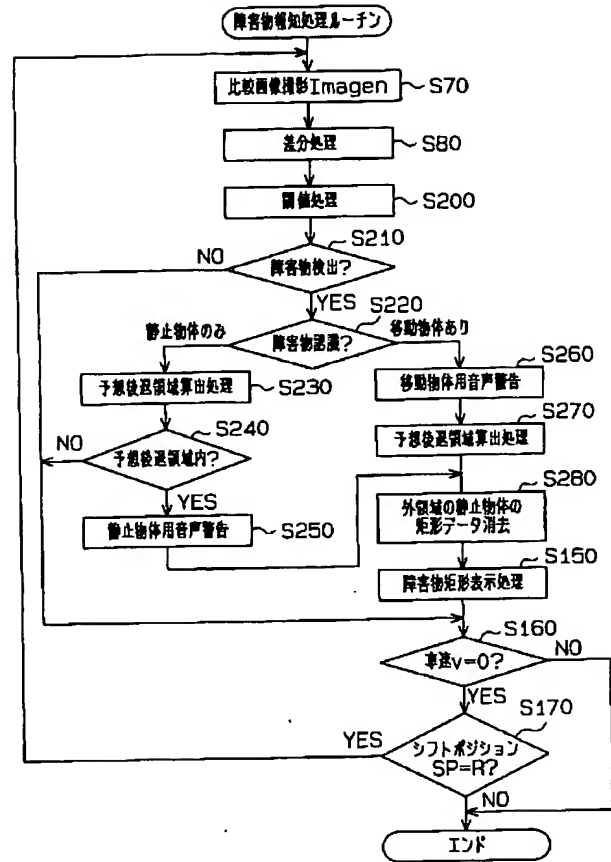 障害物報知処理ルーチン
比較画像撮影Imagen
S70
差分処理
S80
閾値処理
S200
S210
NO
障害物検出?
YES
S220
静止物体のみ
障害物認識?
移動物体あり
予想後退領域算出処理
S230
移動物体用音声警告
S260
S240
NO
予想後退領域内?
YES
予想後退領域算出処理
S270
静止物体用音声警告
S250
外領域の静止物体の
矩形データ消去
S280
障害物矩形表示処理
S150
S160
車速v=0?
NO
YES
S170
YES
シフトポジション
SP=R?
NO
エンド